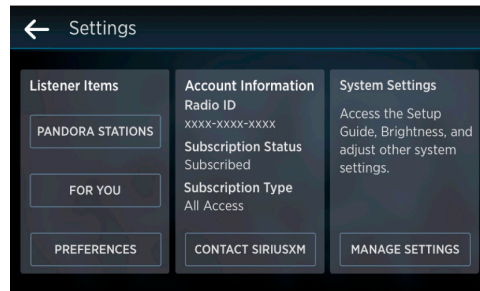 Settings
Listener Items
PANDORA STATIONS
FOR YOU
PREFERENCES
Account Information
Radio ID
xxxx-xxxx-xxxx
Subscription Status
Subscribed
Subscription Type
All Access
CONTACT SIRIUSXM
System Settings
Access the Setup
Guide, Brightness, and
adjust other system
settings.
MANAGE SETTINGS